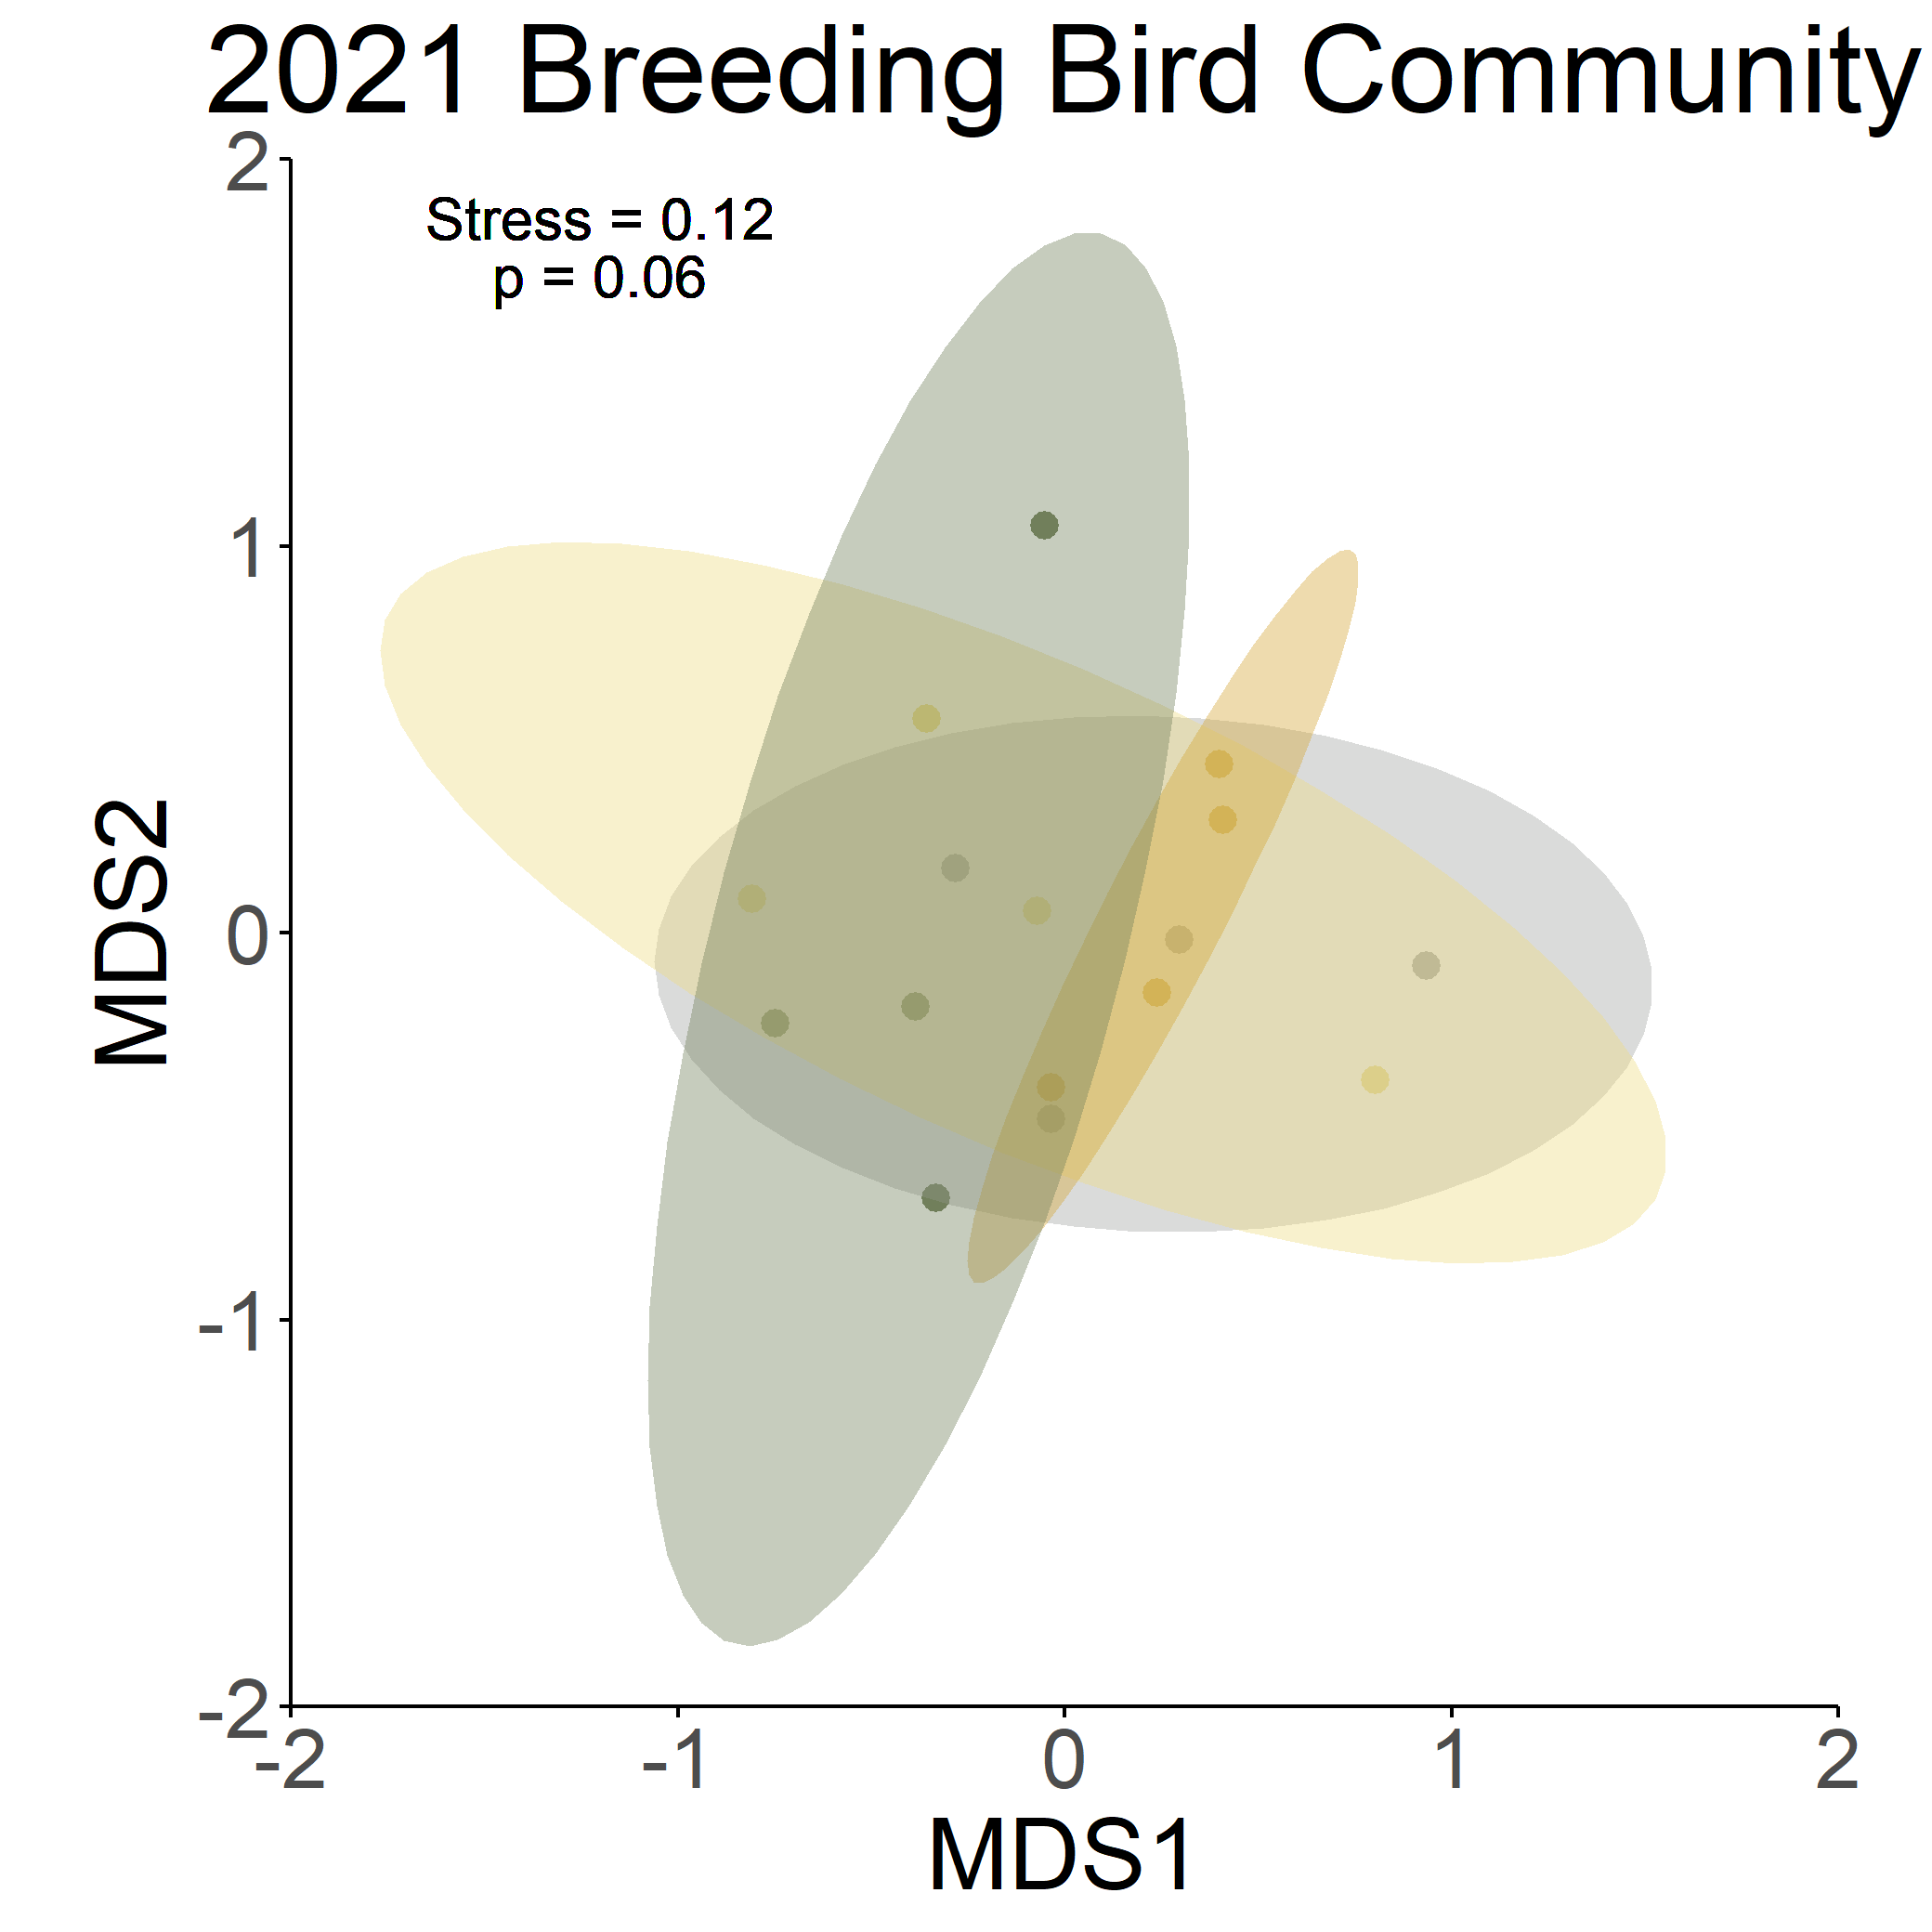 2021 Breeding Bird Community
Stress = 0.12
p = 0.06
2
1
0
-1
-2
MDS2
-2 -1 0 1 2
MDS1